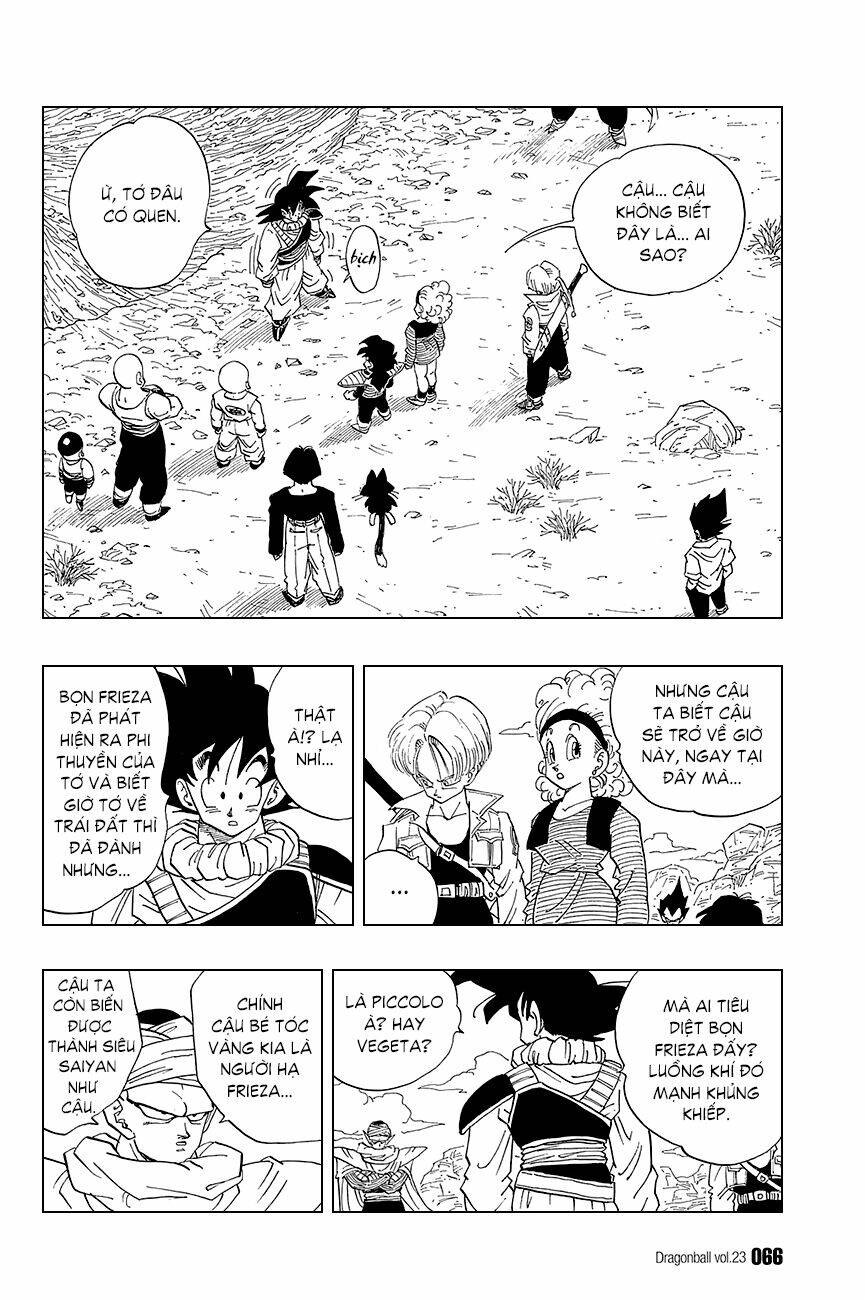 CẬU... CẬU
KHÔNG BIẾT
ĐÂY LÀ... AI
SAO?
Ừ, TỚ ĐÂU
CÓ QUEN.
bịch
NHƯNG CẬU
TA BIẾT CẬU
SẼ TRỞ VỀ GIỜ
NÀY, NGAY TẠI
ĐÂY MÀ...
...
THẬT
À!? LẠ
NHỈ...
BỌN FRIEZA
ĐÃ PHÁT
HIỆN RA PHI
THUYỀN CỦA
TỚ VÀ BIẾT
GIỜ TỚ VỀ
TRÁI ĐẤT THÌ
ĐÃ ĐÀNH
NHƯNG...
MÀ AI TIÊU
DIỆT BỌN
FRIEZA ĐẤY?
LUỒNG KHÍ ĐÓ
MẠNH KHỦNG
KHIẾP.
LÀ PICCOLO
À? HAY
VEGETA?
CHÍNH
CẬU BÉ TÓC
VÀNG KIA LÀ
NGƯỜI HẠ
FRIEZA...
CẬU TA
CÒN BIẾN
ĐƯỢC
THÀNH SIÊU
SAIYAN
NHƯ
CẬU.
Dragonball vol.23 066